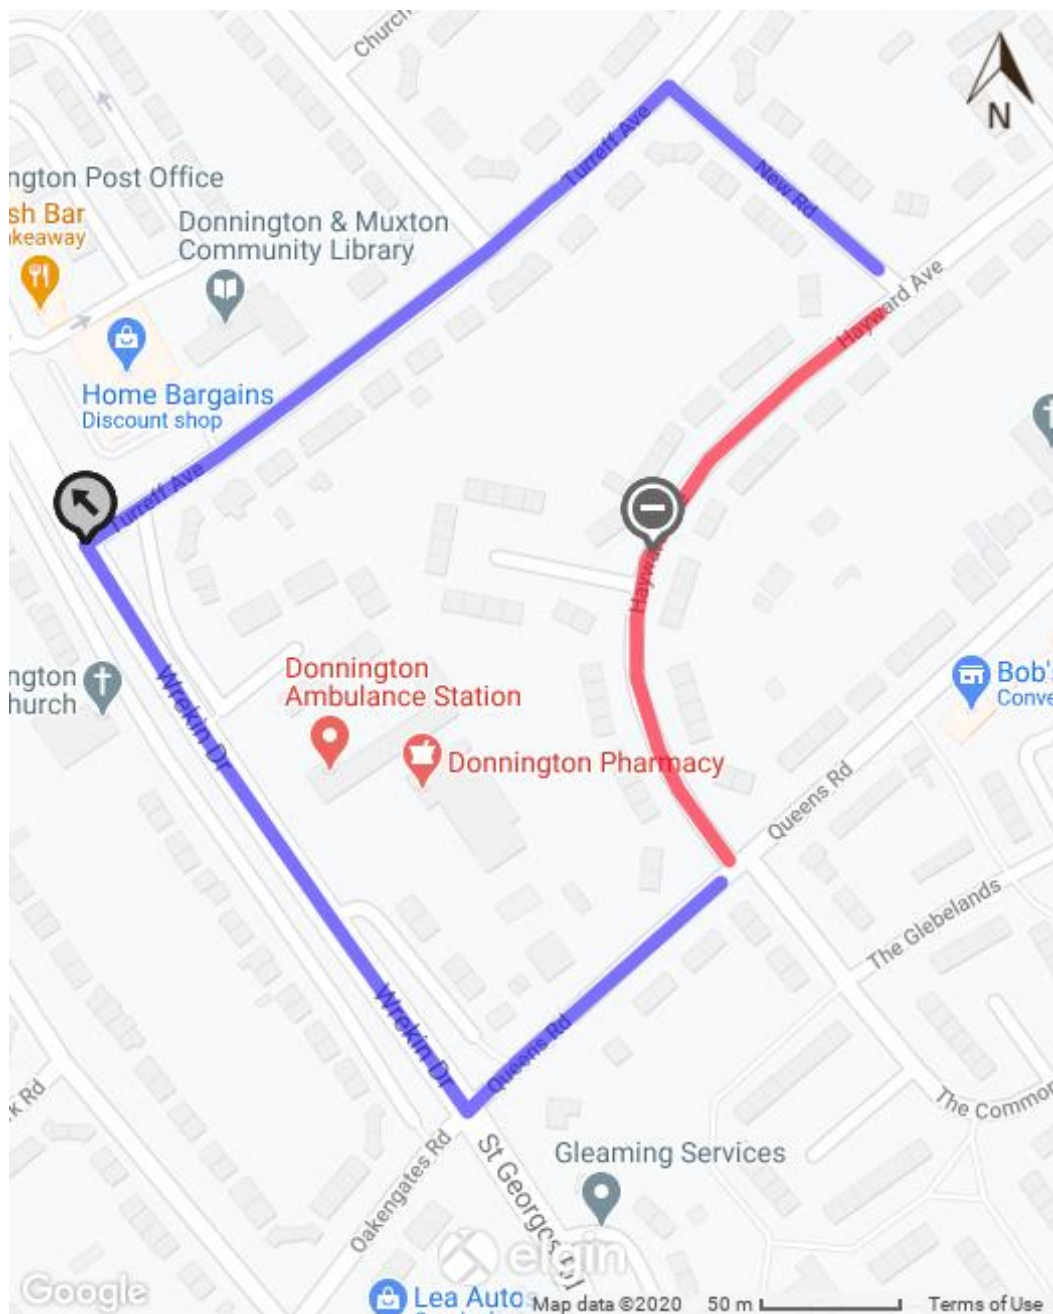 Church
Turreff Ave
N
New Rd
ngton Post Office
sh Bar
keaway
Donnington & Muxton
Community Library
Hayward Ave
Home Bargains
Discount shop
Turreff Ave
Haywar
ngton
hurch
Donnington
Ambulance Station
Wrekin Dr
Bob's
Conve
Donnington Pharmacy
Queens Rd
The Glebelands
Wrekin Dr
Queens Rd
k Rd
The Common
Oakengates Rd
St George's
Gleaming Services
elgin
Google
Lea Autos
Map data ©2020
50 m
Terms of Use